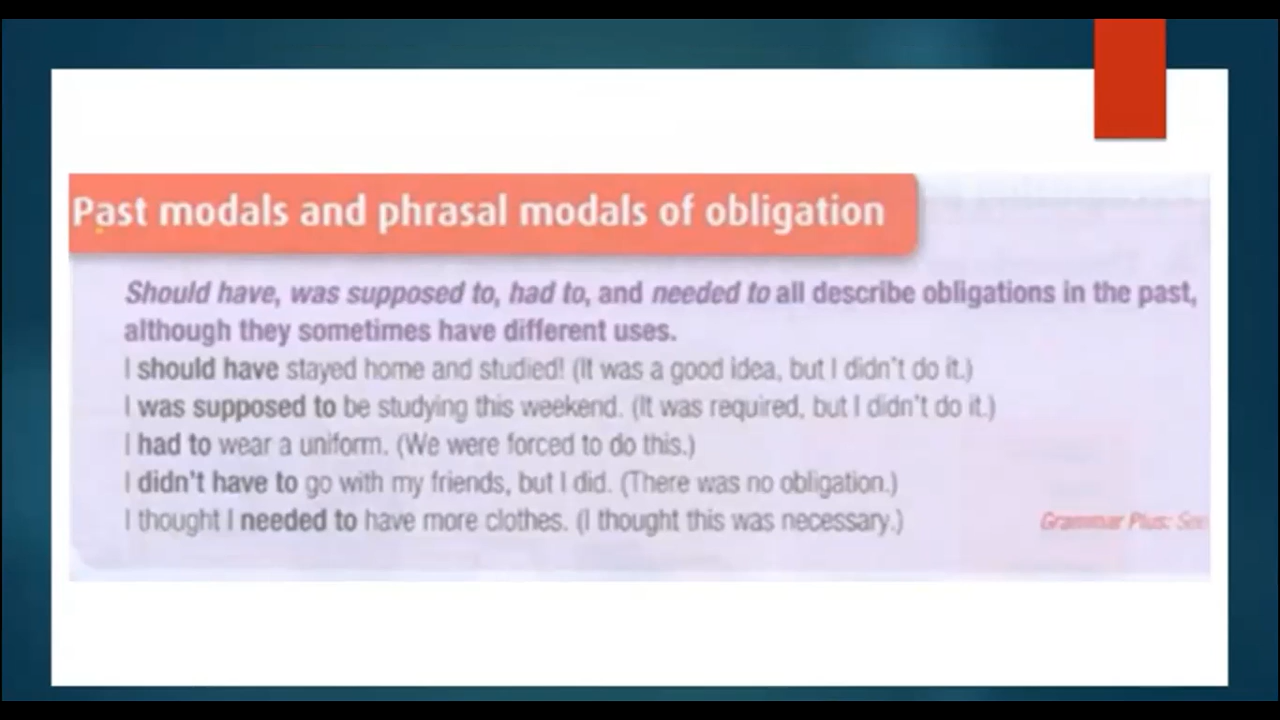 Past modals and phrasal modals of obligation
Should have, was supposed to, had to, and needed to all describe obligations in the past,
although they sometimes have different uses.
I should have stayed home and studied! (It was a good idea, but I didn't do it.)
I was supposed to be studying this weekend. (It was required, but I didn't do it.)
I had to wear a uniform. (We were forced to do this.)
I didn't have to go with my friends, but I did. (There was no obligation.)
I thought I needed to have more clothes. (I thought this was necessary.)
Grammar Plus: See